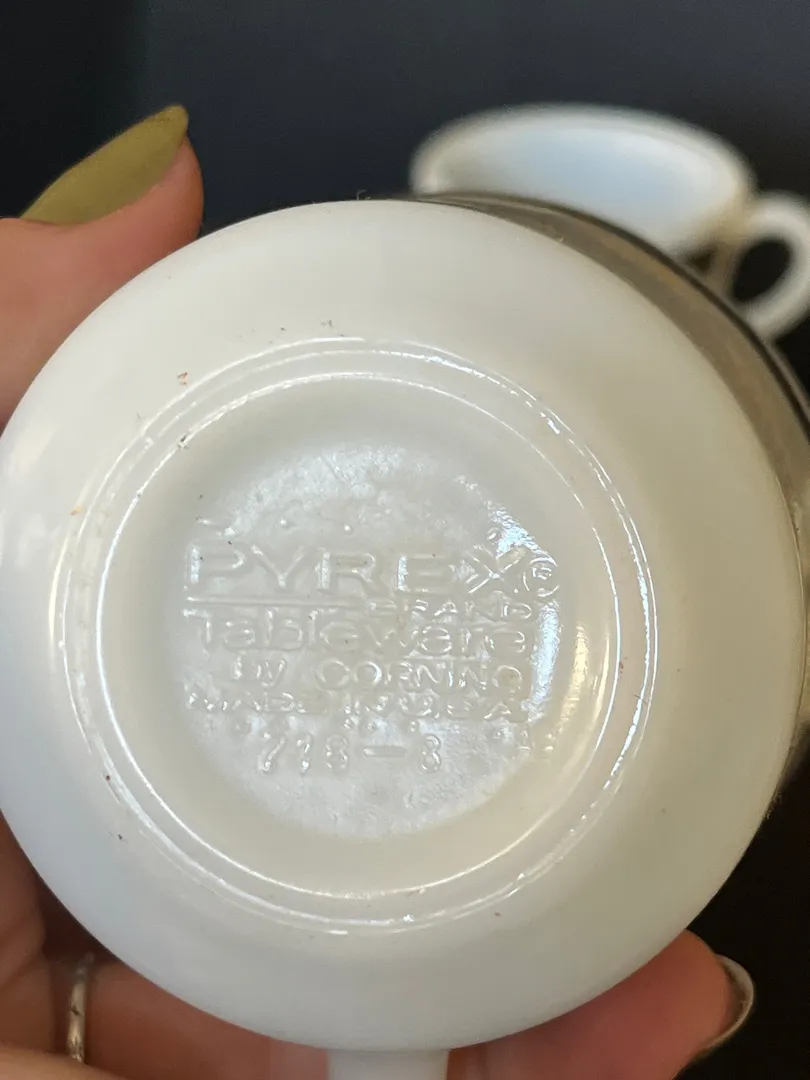 PYREX®
BRAND
Tableware
BY CORNING
MADE IN U.S.A.
718-8